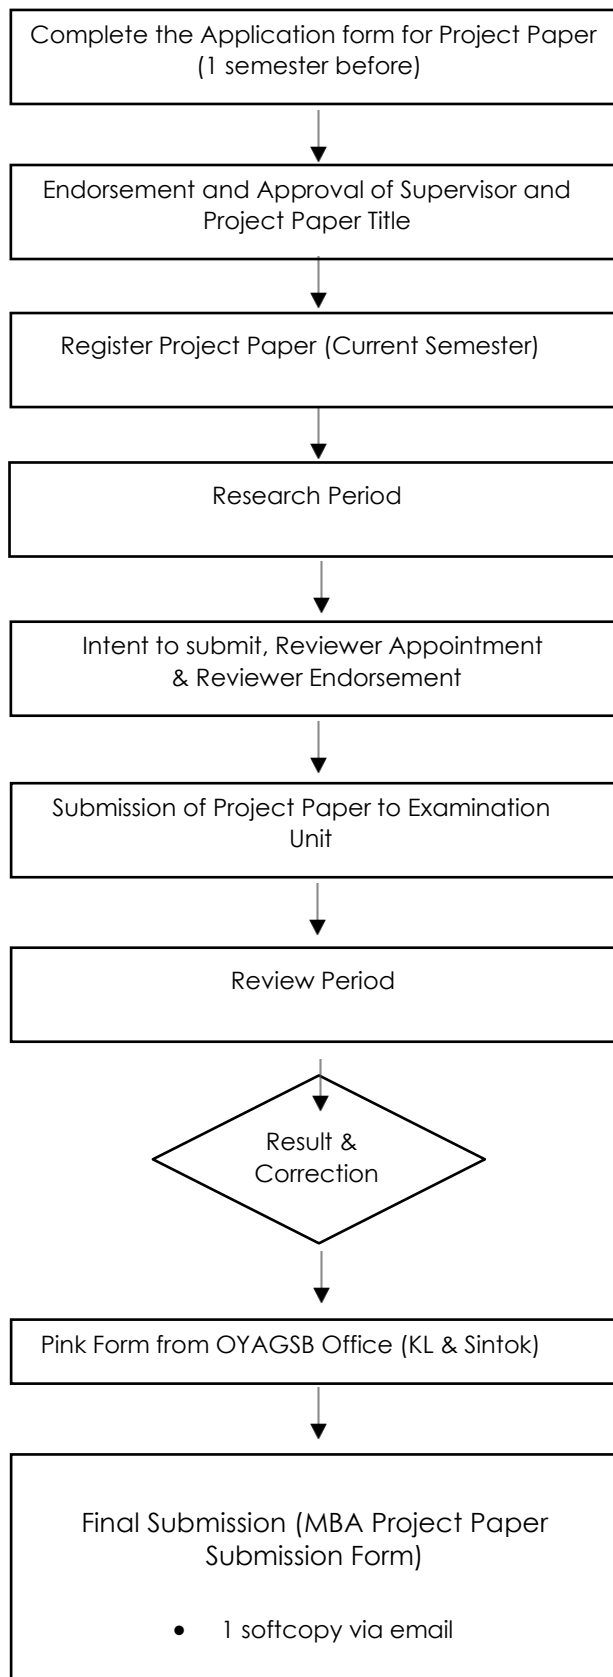 Complete the Application form for Project Paper
(1 semester before)
Endorsement and Approval of Supervisor and
Project Paper Title
Register Project Paper (Current Semester)
Research Period
Intent to submit, Reviewer Appointment
& Reviewer Endorsement
Submission of Project Paper to Examination
Unit
Review Period
Result &
Correction
Pink Form from OYAGSB Office (KL & Sintok)
Final Submission (MBA Project Paper
Submission Form)
• 1 softcopy via email